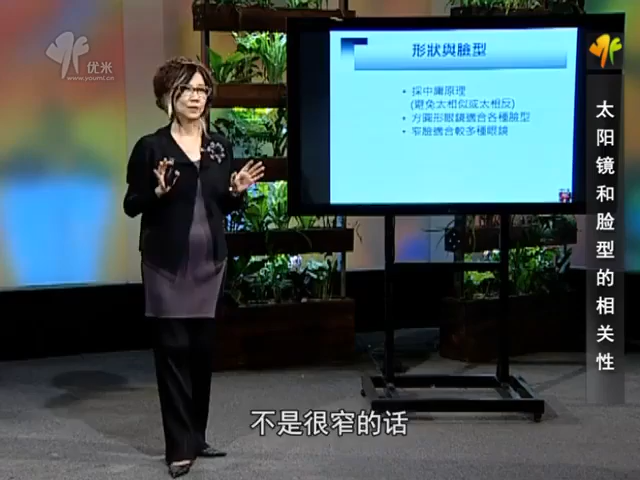 优米
www.youmi.cn
形狀與臉型
• 採中庸原理
(避免太相似或太相反)
• 方圓形眼鏡適合各種臉型
• 窄臉適合較多種眼鏡
太阳镜和脸型的相关性
不是很窄的话